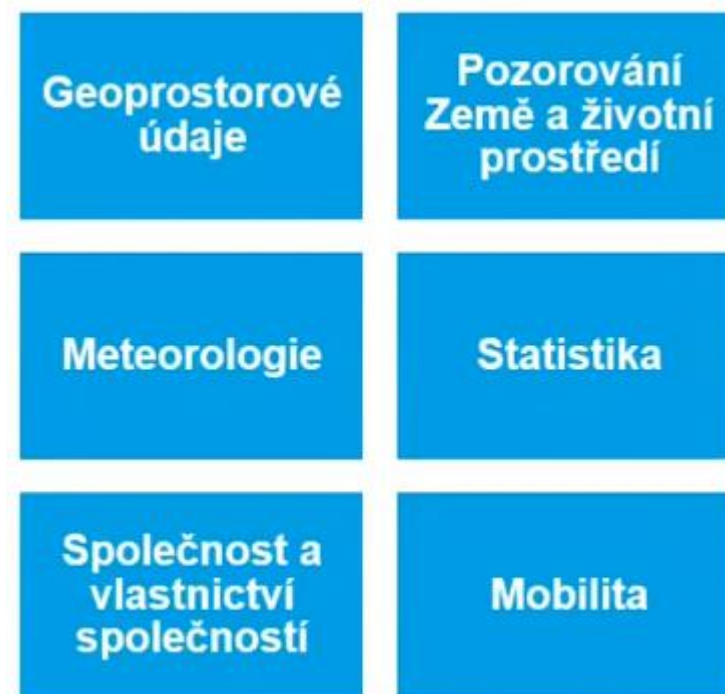 Geoprostorové
údaje
Pozorování
Země a životní
prostředí
Meteorologie
Statistika
Společnost a
vlastnictví
společností
Mobilita